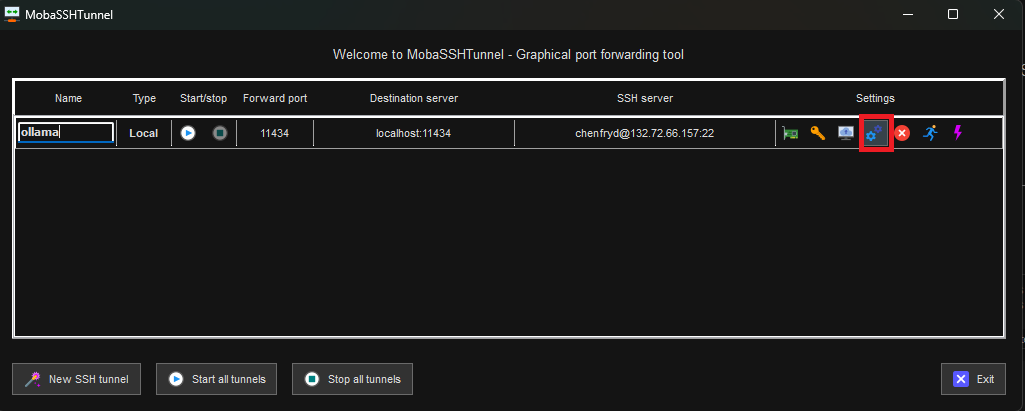 MobaSSHTunnel
Welcome to MobaSSHTunnel - Graphical port forwarding tool
Name Type Start/stop Forward port Destination server SSH server Settings
ollama Local 11434 localhost:11434 chenfryd@132.72.66.157:22
New SSH tunnel Start all tunnels Stop all tunnels Exit